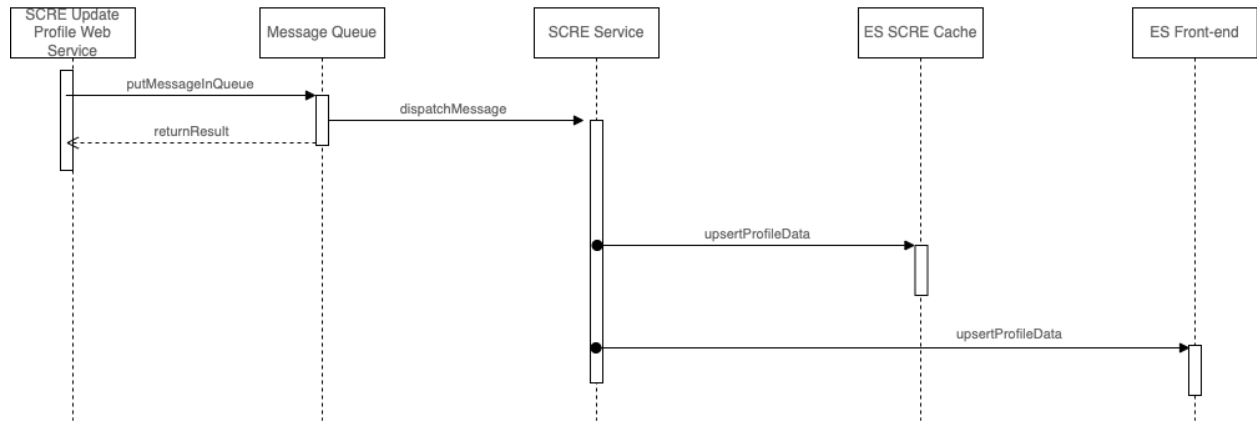 SCRE Update
Profile Web
Service
Message Queue
SCRE Service
ES SCRE Cache
ES Front-end
putMessageInQueue
dispatchMessage
returnResult
upsertProfileData
upsertProfileData